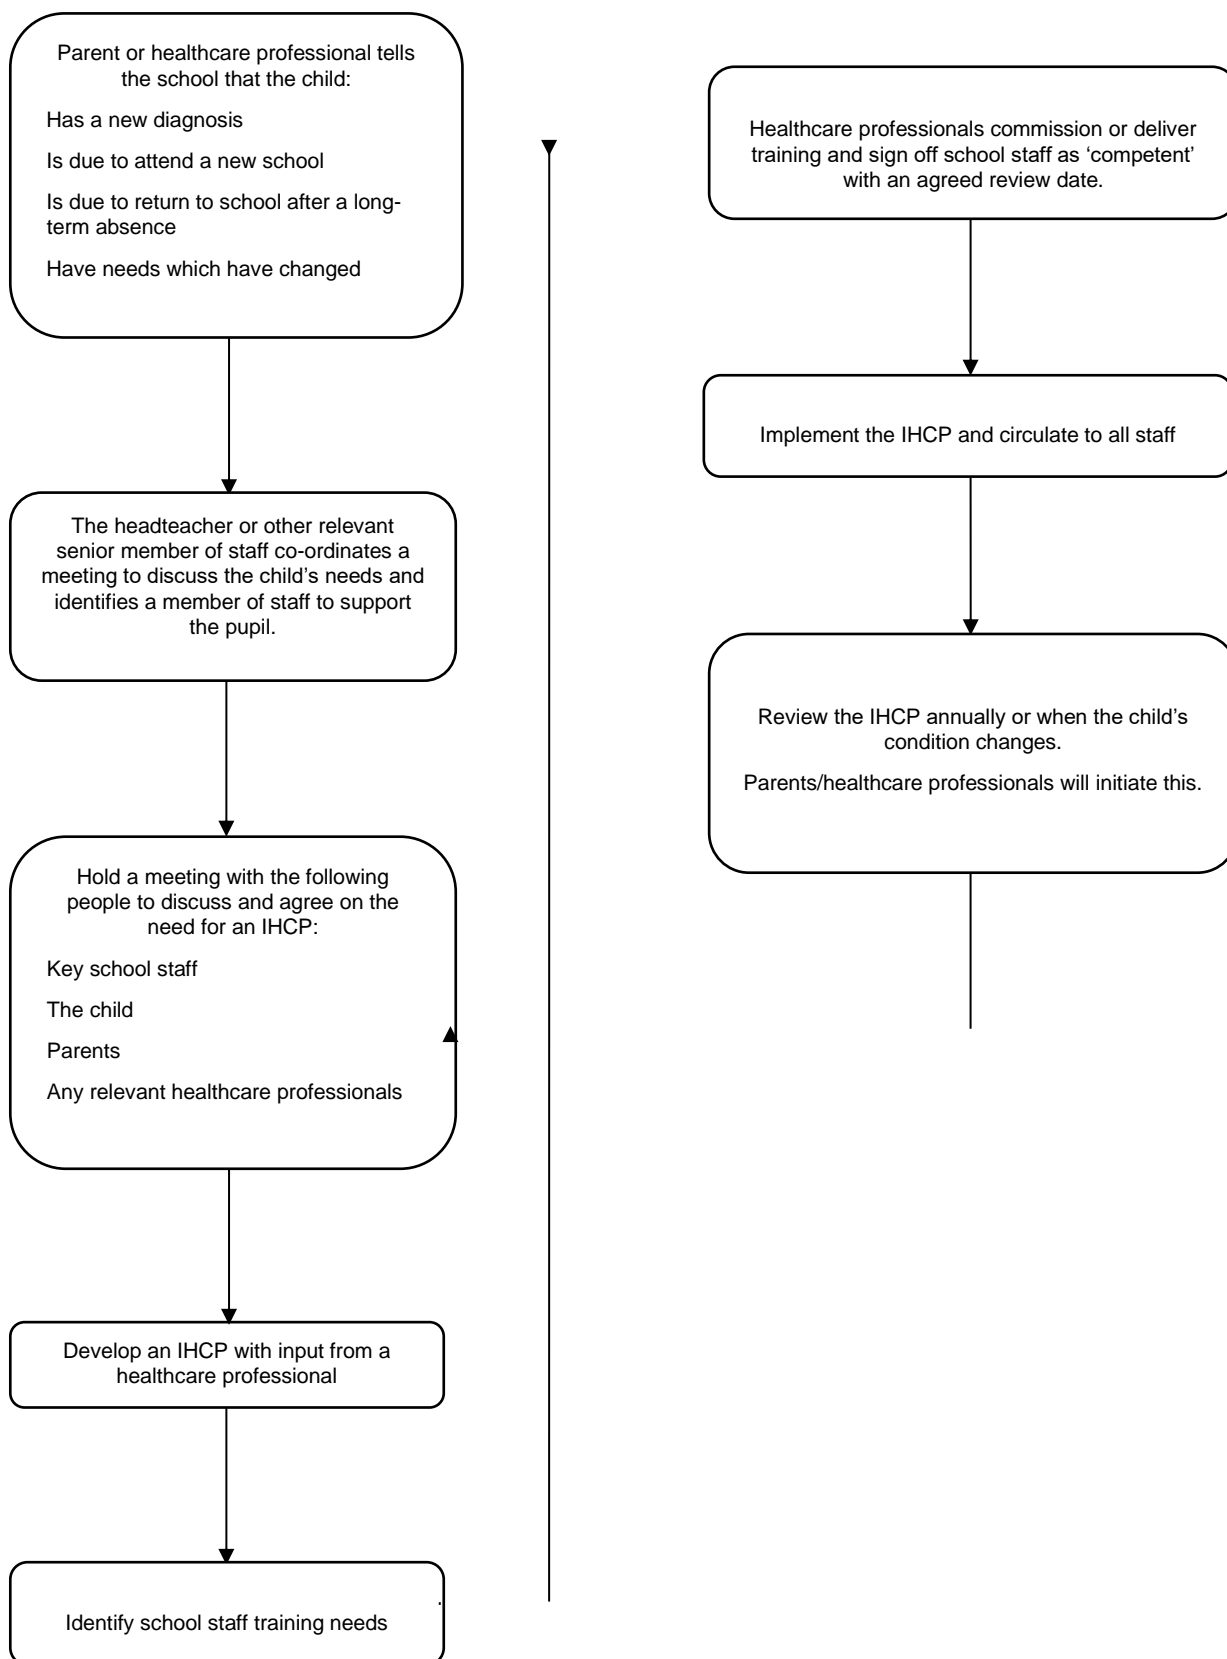 Parent or healthcare professional tells
the school that the child:
Has a new diagnosis
Is due to attend a new school
Is due to return to school after a long-
term absence
Have needs which have changed
The headteacher or other relevant
senior member of staff co-ordinates a
meeting to discuss the child’s needs and
identifies a member of staff to support
the pupil.
Hold a meeting with the following
people to discuss and agree on the
need for an IHCP:
Key school staff
The child
Parents
Any relevant healthcare professionals
Develop an IHCP with input from a
healthcare professional
Identify school staff training needs
Healthcare professionals commission or deliver
training and sign off school staff as ‘competent’
with an agreed review date.
Implement the IHCP and circulate to all staff
Review the IHCP annually or when the child’s
condition changes.
Parents/healthcare professionals will initiate this.